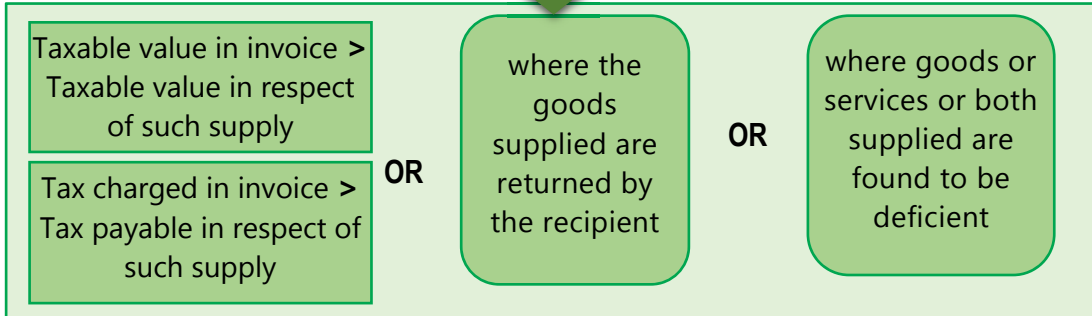 Taxable value in invoice >
Taxable value in respect
of such supply
Tax charged in invoice >
Tax payable in respect of
such supply
OR
where the
goods
supplied are
returned by
the recipient
OR
where goods or
services or both
supplied are
found to be
deficient